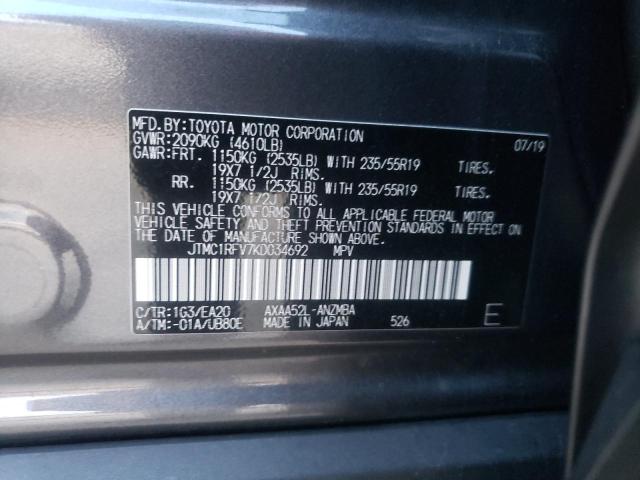 MFD.BY:TOYOTA MOTOR CORPORATION 07/19
GVWR:2090KG (4610LB)
GAWR:FRT. 1150KG (2535LB) WITH 235/55R19 TIRES.
19X7 1/2J RIMS.
RR. 1150KG (2535LB) WITH 235/55R19 TIRES.
19X7 1/2J RIMS.
THIS VEHICLE CONFORMS TO ALL APPLICABLE FEDERAL MOTOR
VEHICLE SAFETY AND THEFT PREVENTION STANDARDS IN EFFECT ON
THE DATE OF MANUFACTURE SHOWN ABOVE.
JTMC1RFV7KD034692 MPV
C/TR:1G3/EA20 AXAA52L-ANZMBA
A/TM:-01A/UB80E MADE IN JAPAN 526 E